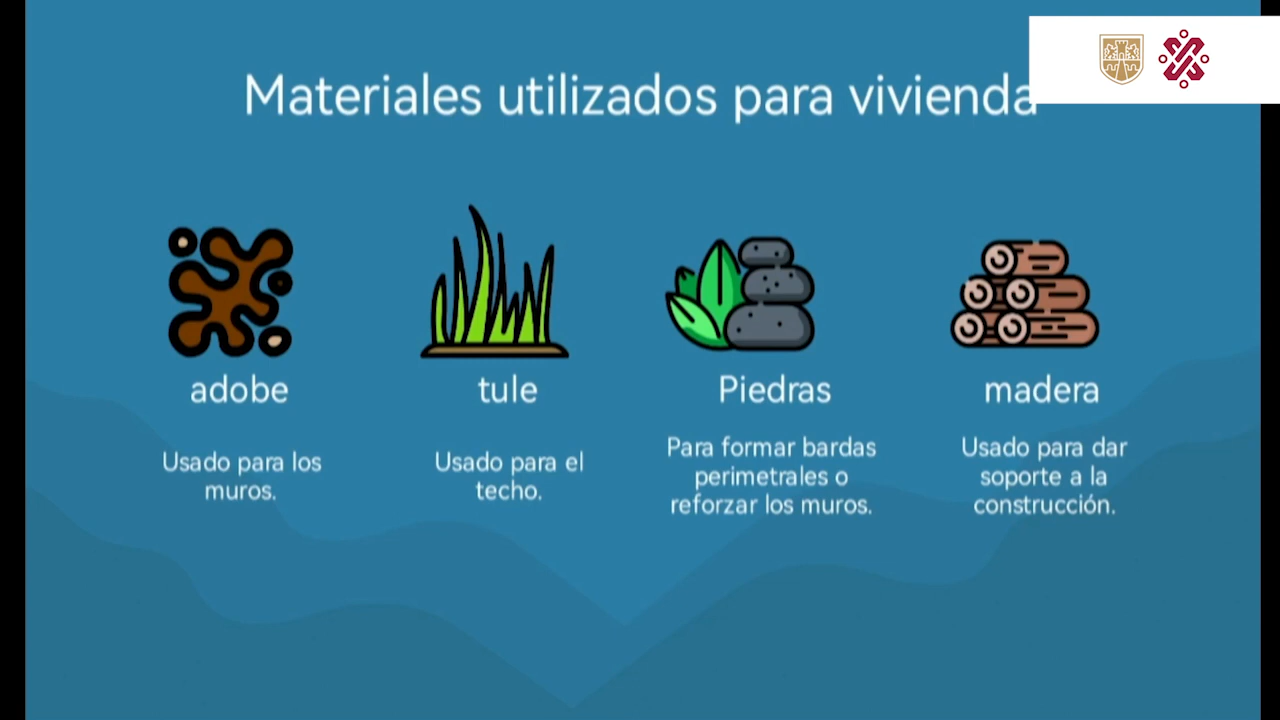 Materiales utilizados para vivienda
adobe
Usado para los
muros.
tule
Usado para el
techo.
Piedras
Para formar bardas
perimetrales o
reforzar los muros.
madera
Usado para dar
soporte a la
construcción.